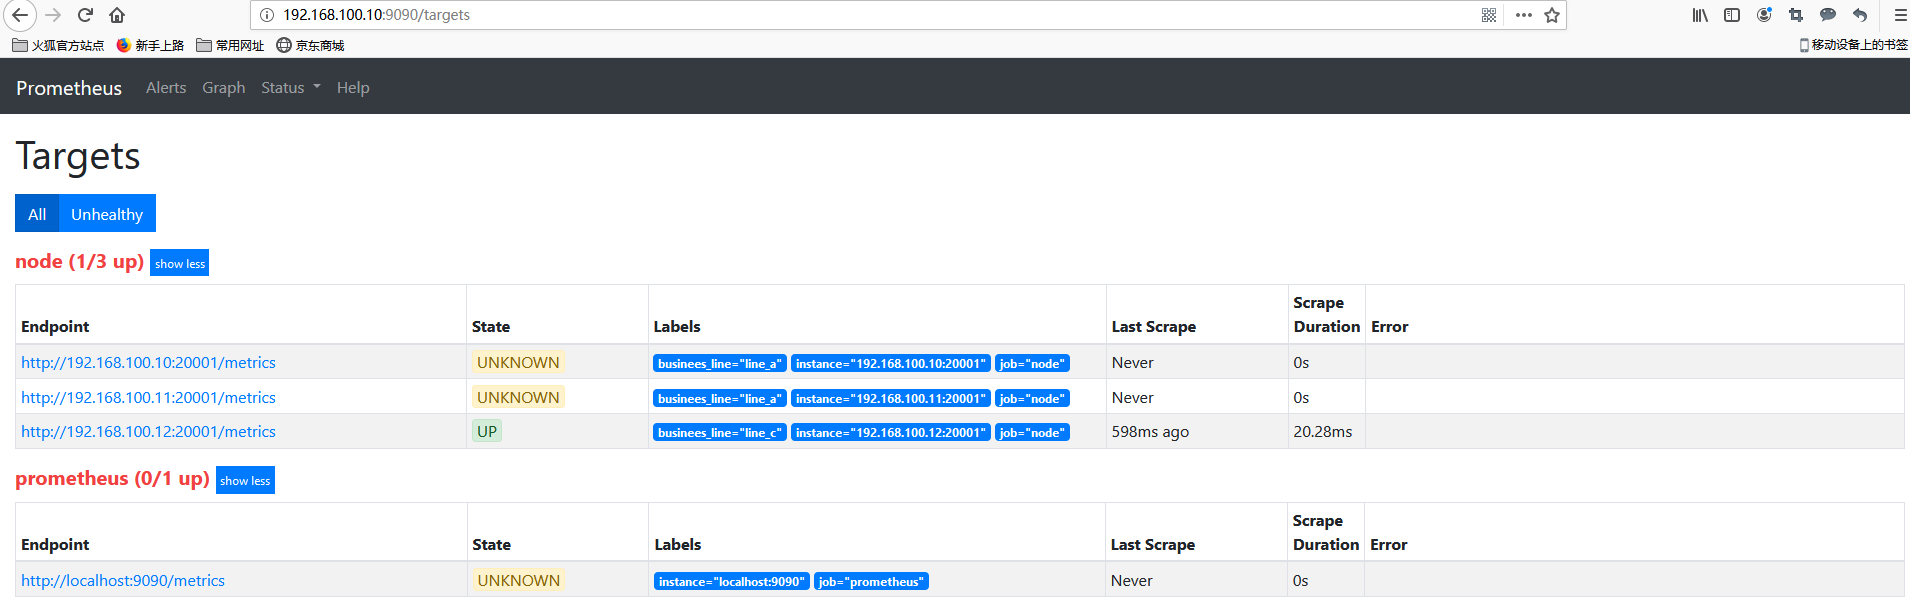 192.168.100.10:9090/targets
火狐官方站点 新手上路 常用网址 京东商城 移动设备上的书签
Prometheus Alerts Graph Status Help
Targets
All Unhealthy
node (1/3 up) show less
Endpoint State Labels Last Scrape Scrape Duration Error
http://192.168.100.10:20001/metrics UNKNOWN businees_line="line_a" instance="192.168.100.10:20001" job="node" Never 0s
http://192.168.100.11:20001/metrics UNKNOWN businees_line="line_a" instance="192.168.100.11:20001" job="node" Never 0s
http://192.168.100.12:20001/metrics UP businees_line="line_c" instance="192.168.100.12:20001" job="node" 598ms ago 20.28ms
prometheus (0/1 up) show less
Endpoint State Labels Last Scrape Scrape Duration Error
http://localhost:9090/metrics UNKNOWN instance="localhost:9090" job="prometheus" Never 0s